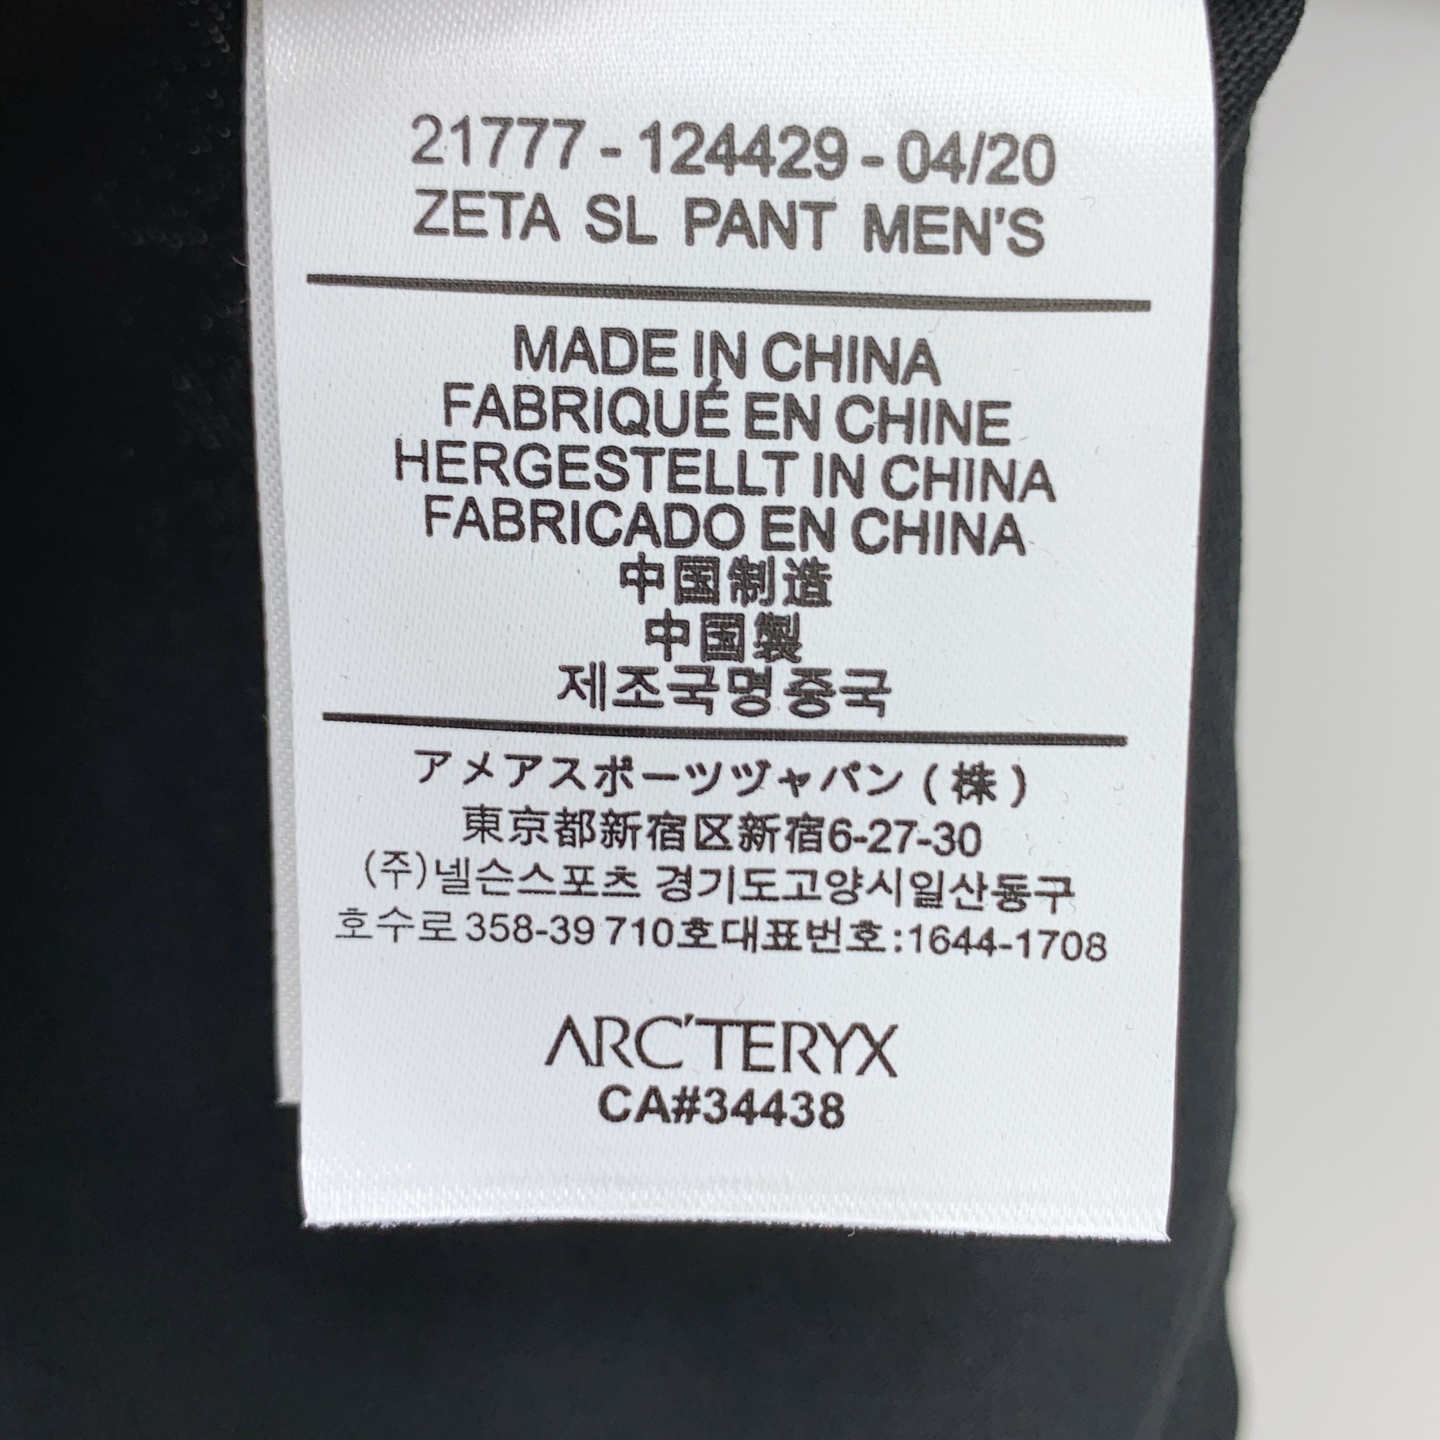 21777 - 124429 - 04/20
ZETA SL PANT MEN'S
MADE IN CHINA
FABRIQUÉ EN CHINE
HERGESTELLT IN CHINA
FABRICADO EN CHINA
中国制造
中国製
제조국명중국
アメアスポーツヅャパン(株)
東京都新宿区新宿6-27-30
(주)넬슨스포츠 경기도고양시일산동구
호수로358-39 710호대표번호:1644-1708
ARC'TERYX
CA#34438